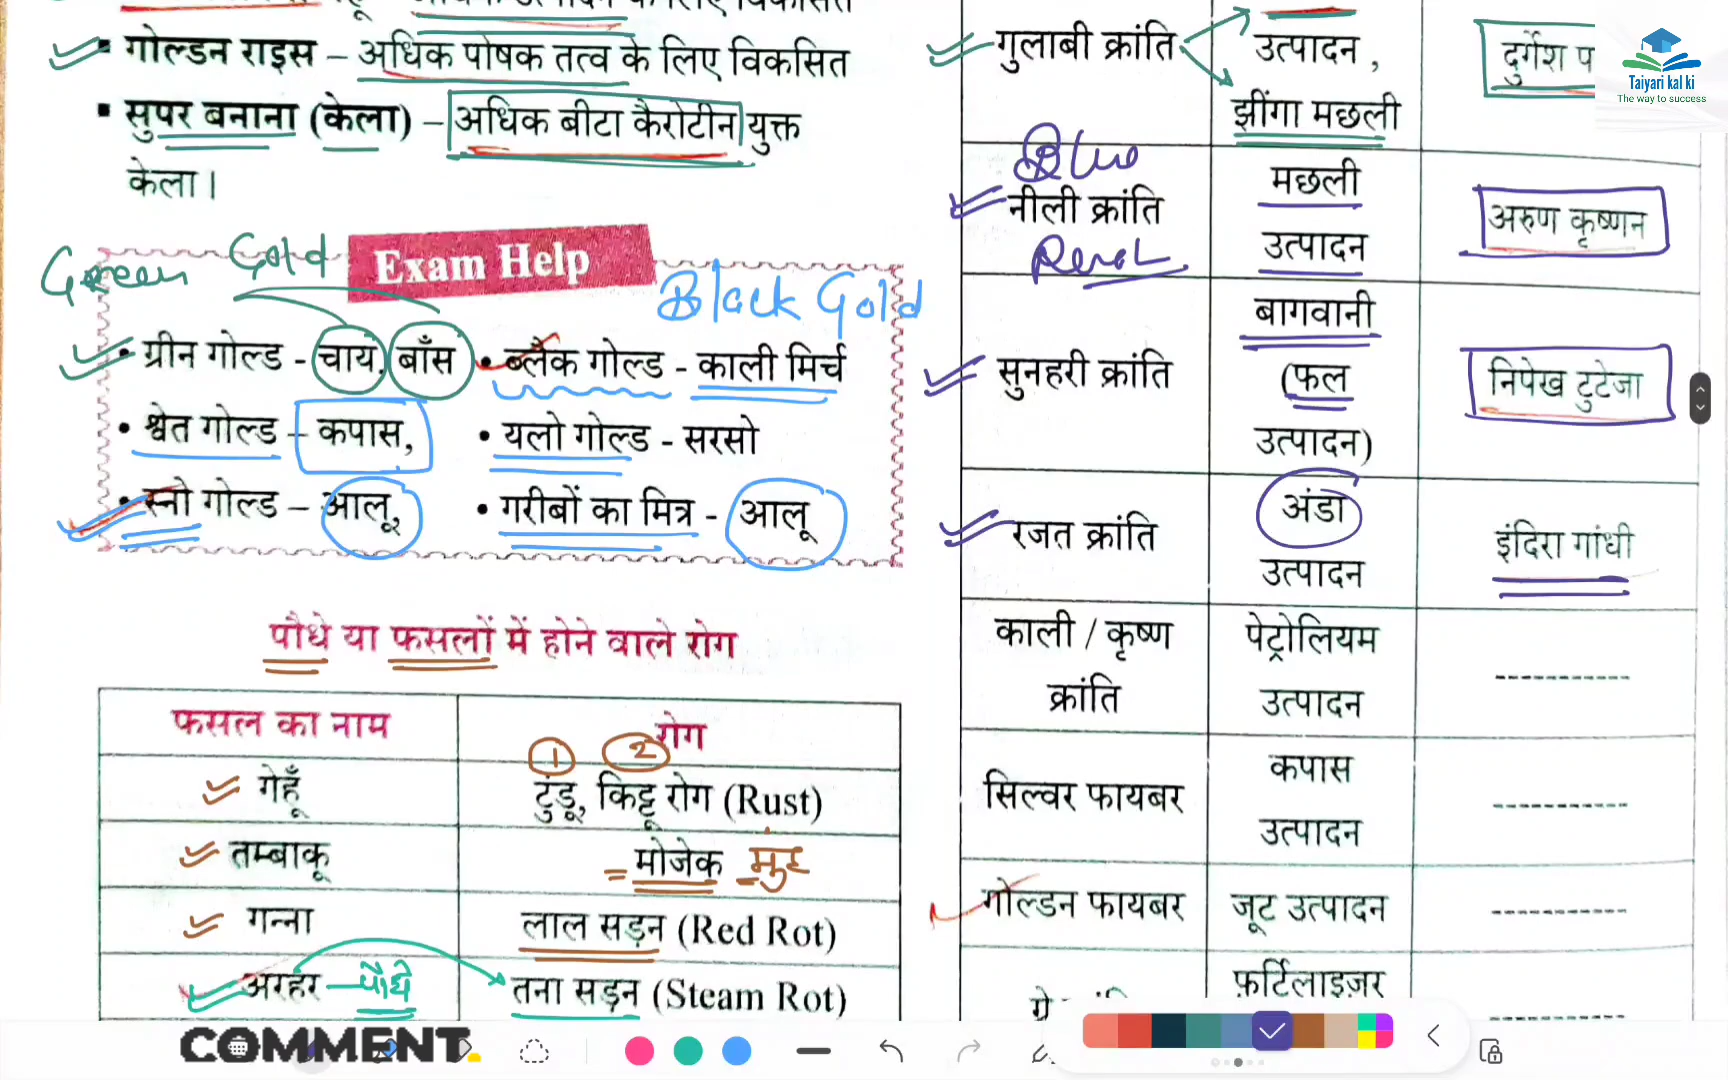 ▪ गोल्डन राइस – अधिक पोषक तत्व के लिए विकसित
▪ सुपर बनाना (केला) – अधिक बीटा कैरोटीन युक्त
केला।
Green Gold
Exam Help
Black Gold
• ग्रीन गोल्ड - चाय, बाँस • ब्लैक गोल्ड - काली मिर्च
• श्वेत गोल्ड – कपास, • यलो गोल्ड - सरसो
• स्नो गोल्ड – आलू, • गरीबों का मित्र - आलू
पौधे या फसलों में होने वाले रोग
फसल का नाम रोग
1 2
गेहूँ टुंडू, किट्टू रोग (Rust)
तम्बाकू मोजेक
गन्ना लाल सड़न (Red Rot)
अरहर पौधे तना सड़न (Steam Rot)
गुलाबी क्रांति उत्पादन , दुर्गेश प
झींगा मछली
Blue
नीली क्रांति मछली अरुण कृष्णन
उत्पादन
सुनहरी क्रांति बागवानी निपेख टुटेजा
(फल
उत्पादन)
रजत क्रांति अंडा इंदिरा गांधी
उत्पादन
काली / कृष्ण पेट्रोलियम ------------
क्रांति उत्पादन
सिल्वर फायबर कपास ------------
उत्पादन
गोल्डन फायबर जूट उत्पादन ------------
फ़र्टिलाइज़र
ग्रे
Taiyari kal ki
The way to success
COMMENT.